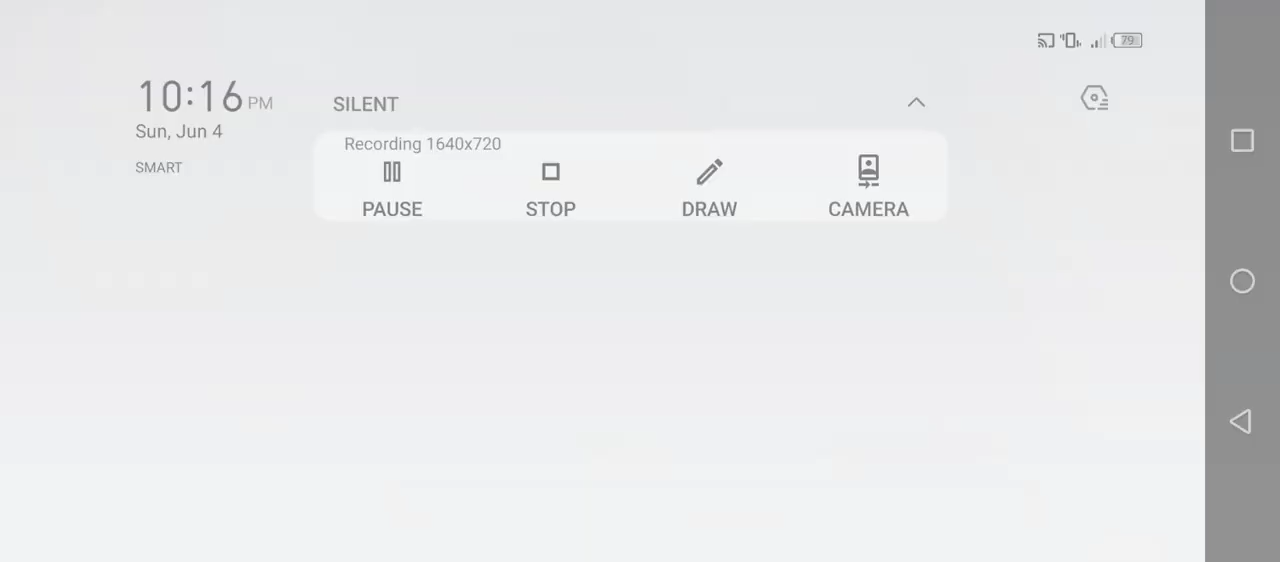 79
10:16 PM
SILENT
Sun, Jun 4
Recording 1640x720
SMART
PAUSE STOP DRAW CAMERA